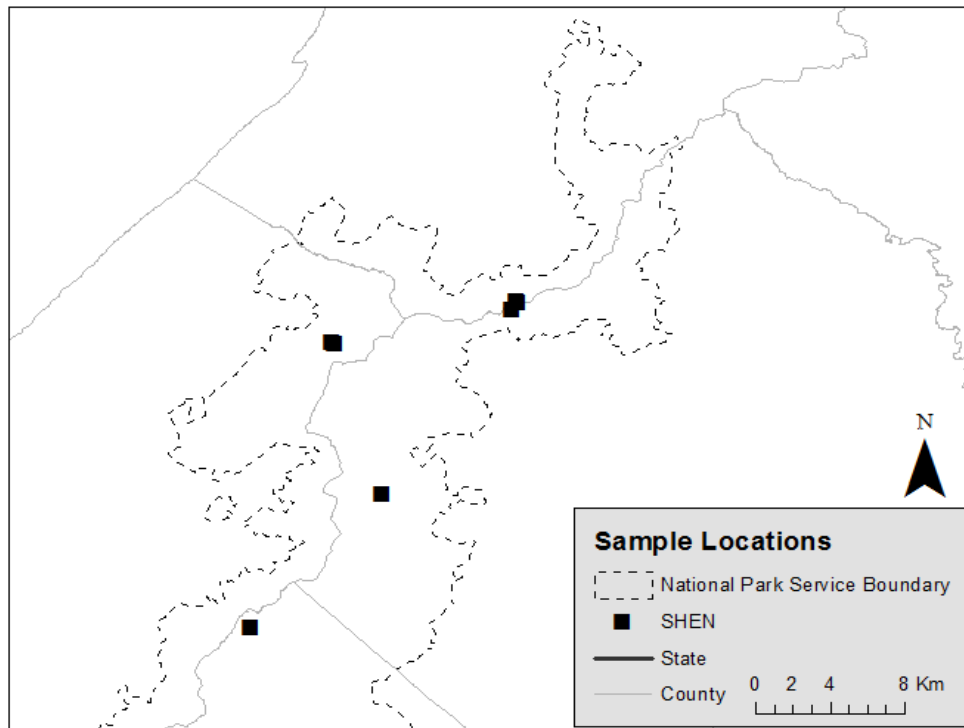 N
Sample Locations
National Park Service Boundary
SHEN
State
County
0 2 4 8 Km